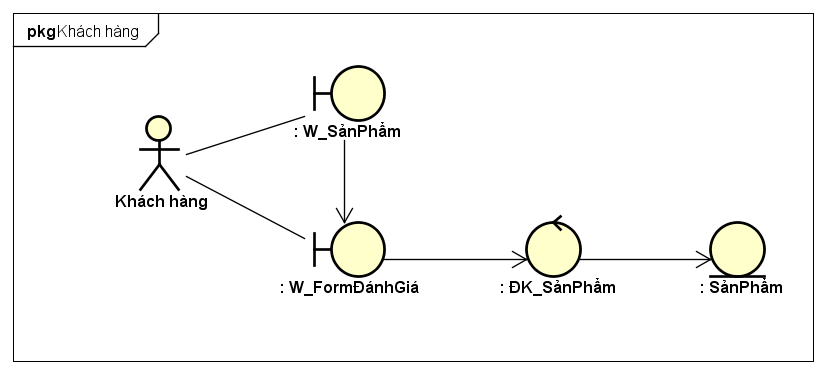 pkgKhách hàng
: W_SảnPhẩm
Khách hàng
: W_FormĐánhGiá
: ĐK_SảnPhẩm
: SảnPhẩm